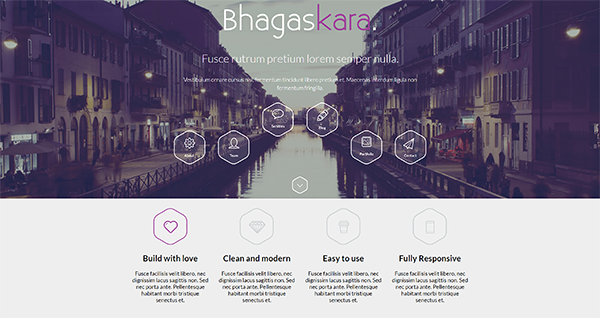 Bhagaskara.
Fusce rutrum pretium lorem semper nulla.
Vestibulum ornare cursus nisi, fermentum tincidunt libero pretium et. Maecenas interdum ligula non
fermentum fringilla.
Services
Blog
About
Team
Portfolio
Contact
Build with love
Clean and modern
Easy to use
Fully Responsive
Fusce facilisis velit libero, nec
dignissim lacus sagittis non. Sed
nec porta ante. Pellentesque
habitant morbi tristique
senectus et.
Fusce facilisis velit libero, nec
dignissim lacus sagittis non. Sed
nec porta ante. Pellentesque
habitant morbi tristique
senectus et.
Fusce facilisis velit libero, nec
dignissim lacus sagittis non. Sed
nec porta ante. Pellentesque
habitant morbi tristique
senectus et.
Fusce facilisis velit libero, nec
dignissim lacus sagittis non. Sed
nec porta ante. Pellentesque
habitant morbi tristique
senectus et.